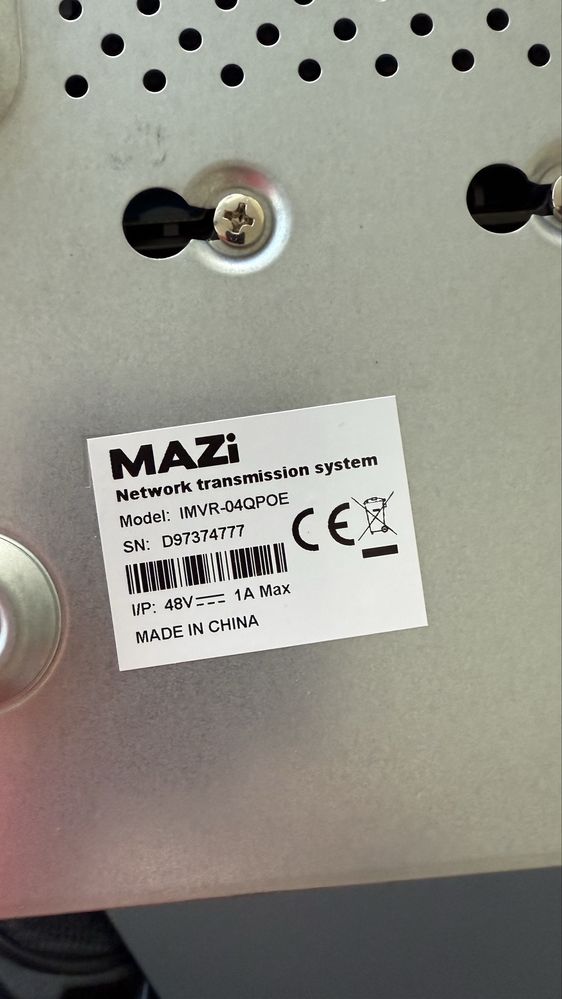 MAZi
Network transmission system
Model: IMVR-04QPOE
SN: D97374777
I/P: 48V⎓ 1A Max
MADE IN CHINA